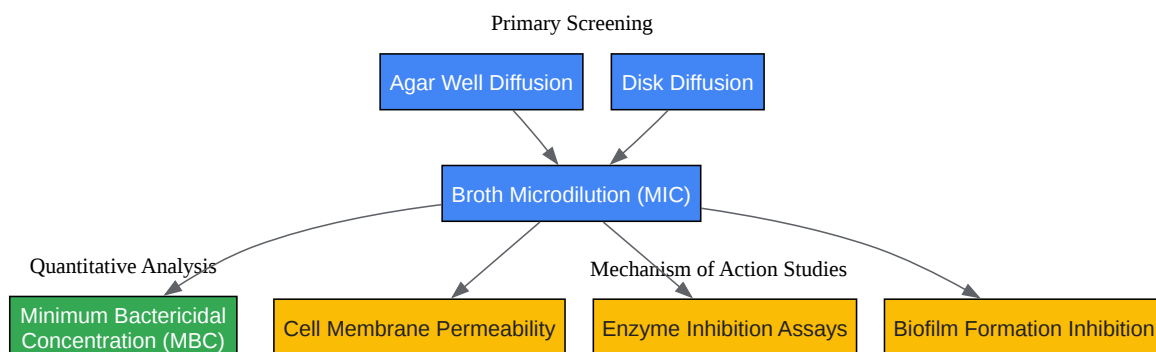 Primary Screening
Agar Well Diffusion
Disk Diffusion
Broth Microdilution (MIC)
Quantitative Analysis
Mechanism of Action Studies
Minimum Bactericidal
Concentration (MBC)
Cell Membrane Permeability
Enzyme Inhibition Assays
Biofilm Formation Inhibition